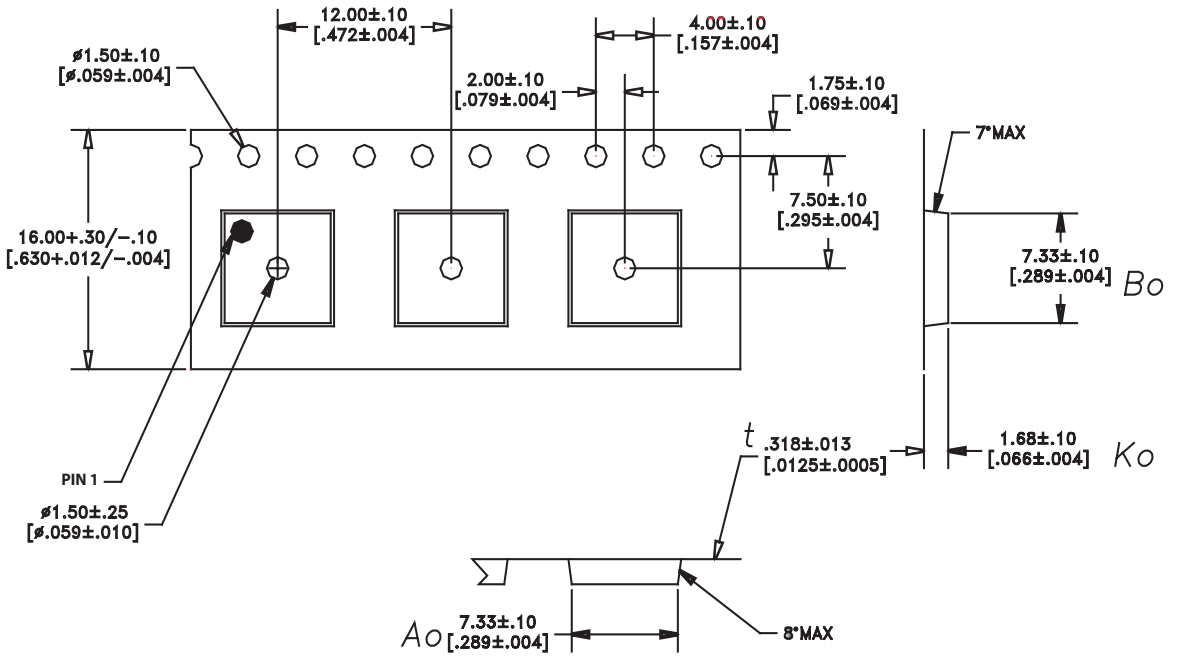 12.00±.10
[.472±.004]
4.00±.10
[.157±.004]
ø1.50±.10
[ø.059±.004]
2.00±.10
[.079±.004]
1.75±.10
[.069±.004]
7°MAX
7.50±.10
[.295±.004]
16.00+.30/−.10
[.630+.012/−.004]
7.33±.10
[.289±.004]
Bo
t
.318±.013
[.0125±.0005]
1.68±.10
[.066±.004]
Ko
PIN 1
ø1.50±.25
[ø.059±.010]
Ao
7.33±.10
[.289±.004]
8°MAX